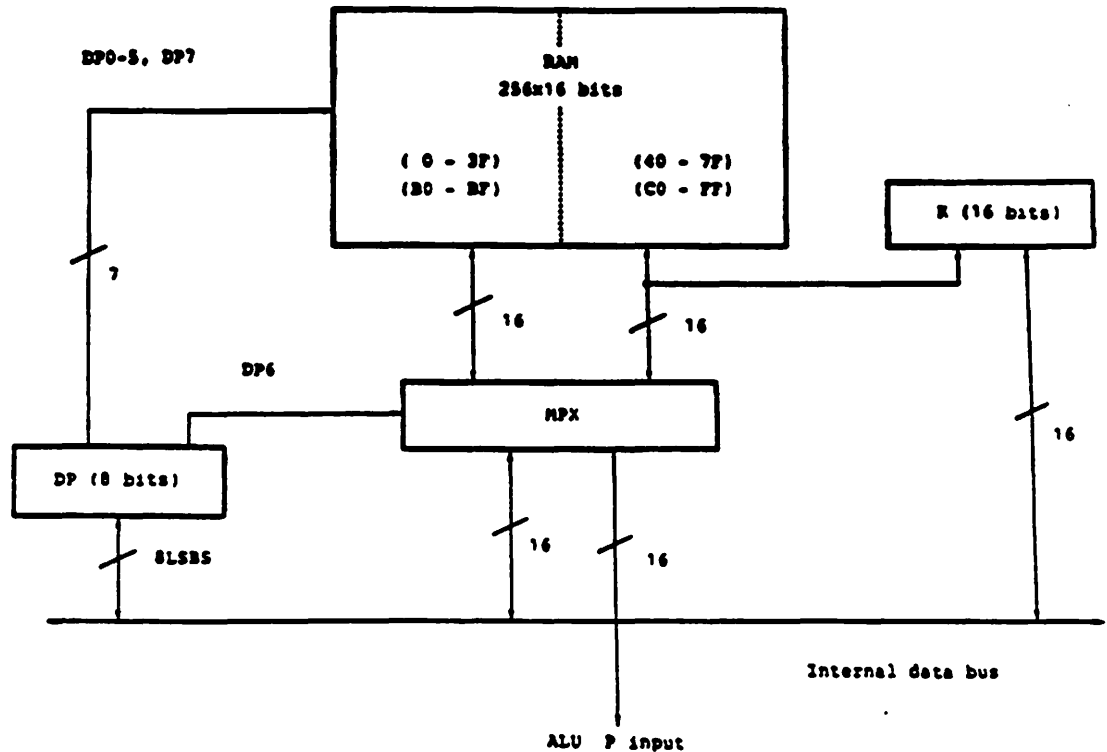 DP0-5, DP7
RAM
256x16 bits
( 0 - 3F)
(40 - 7F)
(B0 - BF)
(C0 - FF)
K (16 bits)
7
16
16
DP6
MPX
16
DP (8 bits)
8LSBS
16
16
Internal data bus
ALU P input